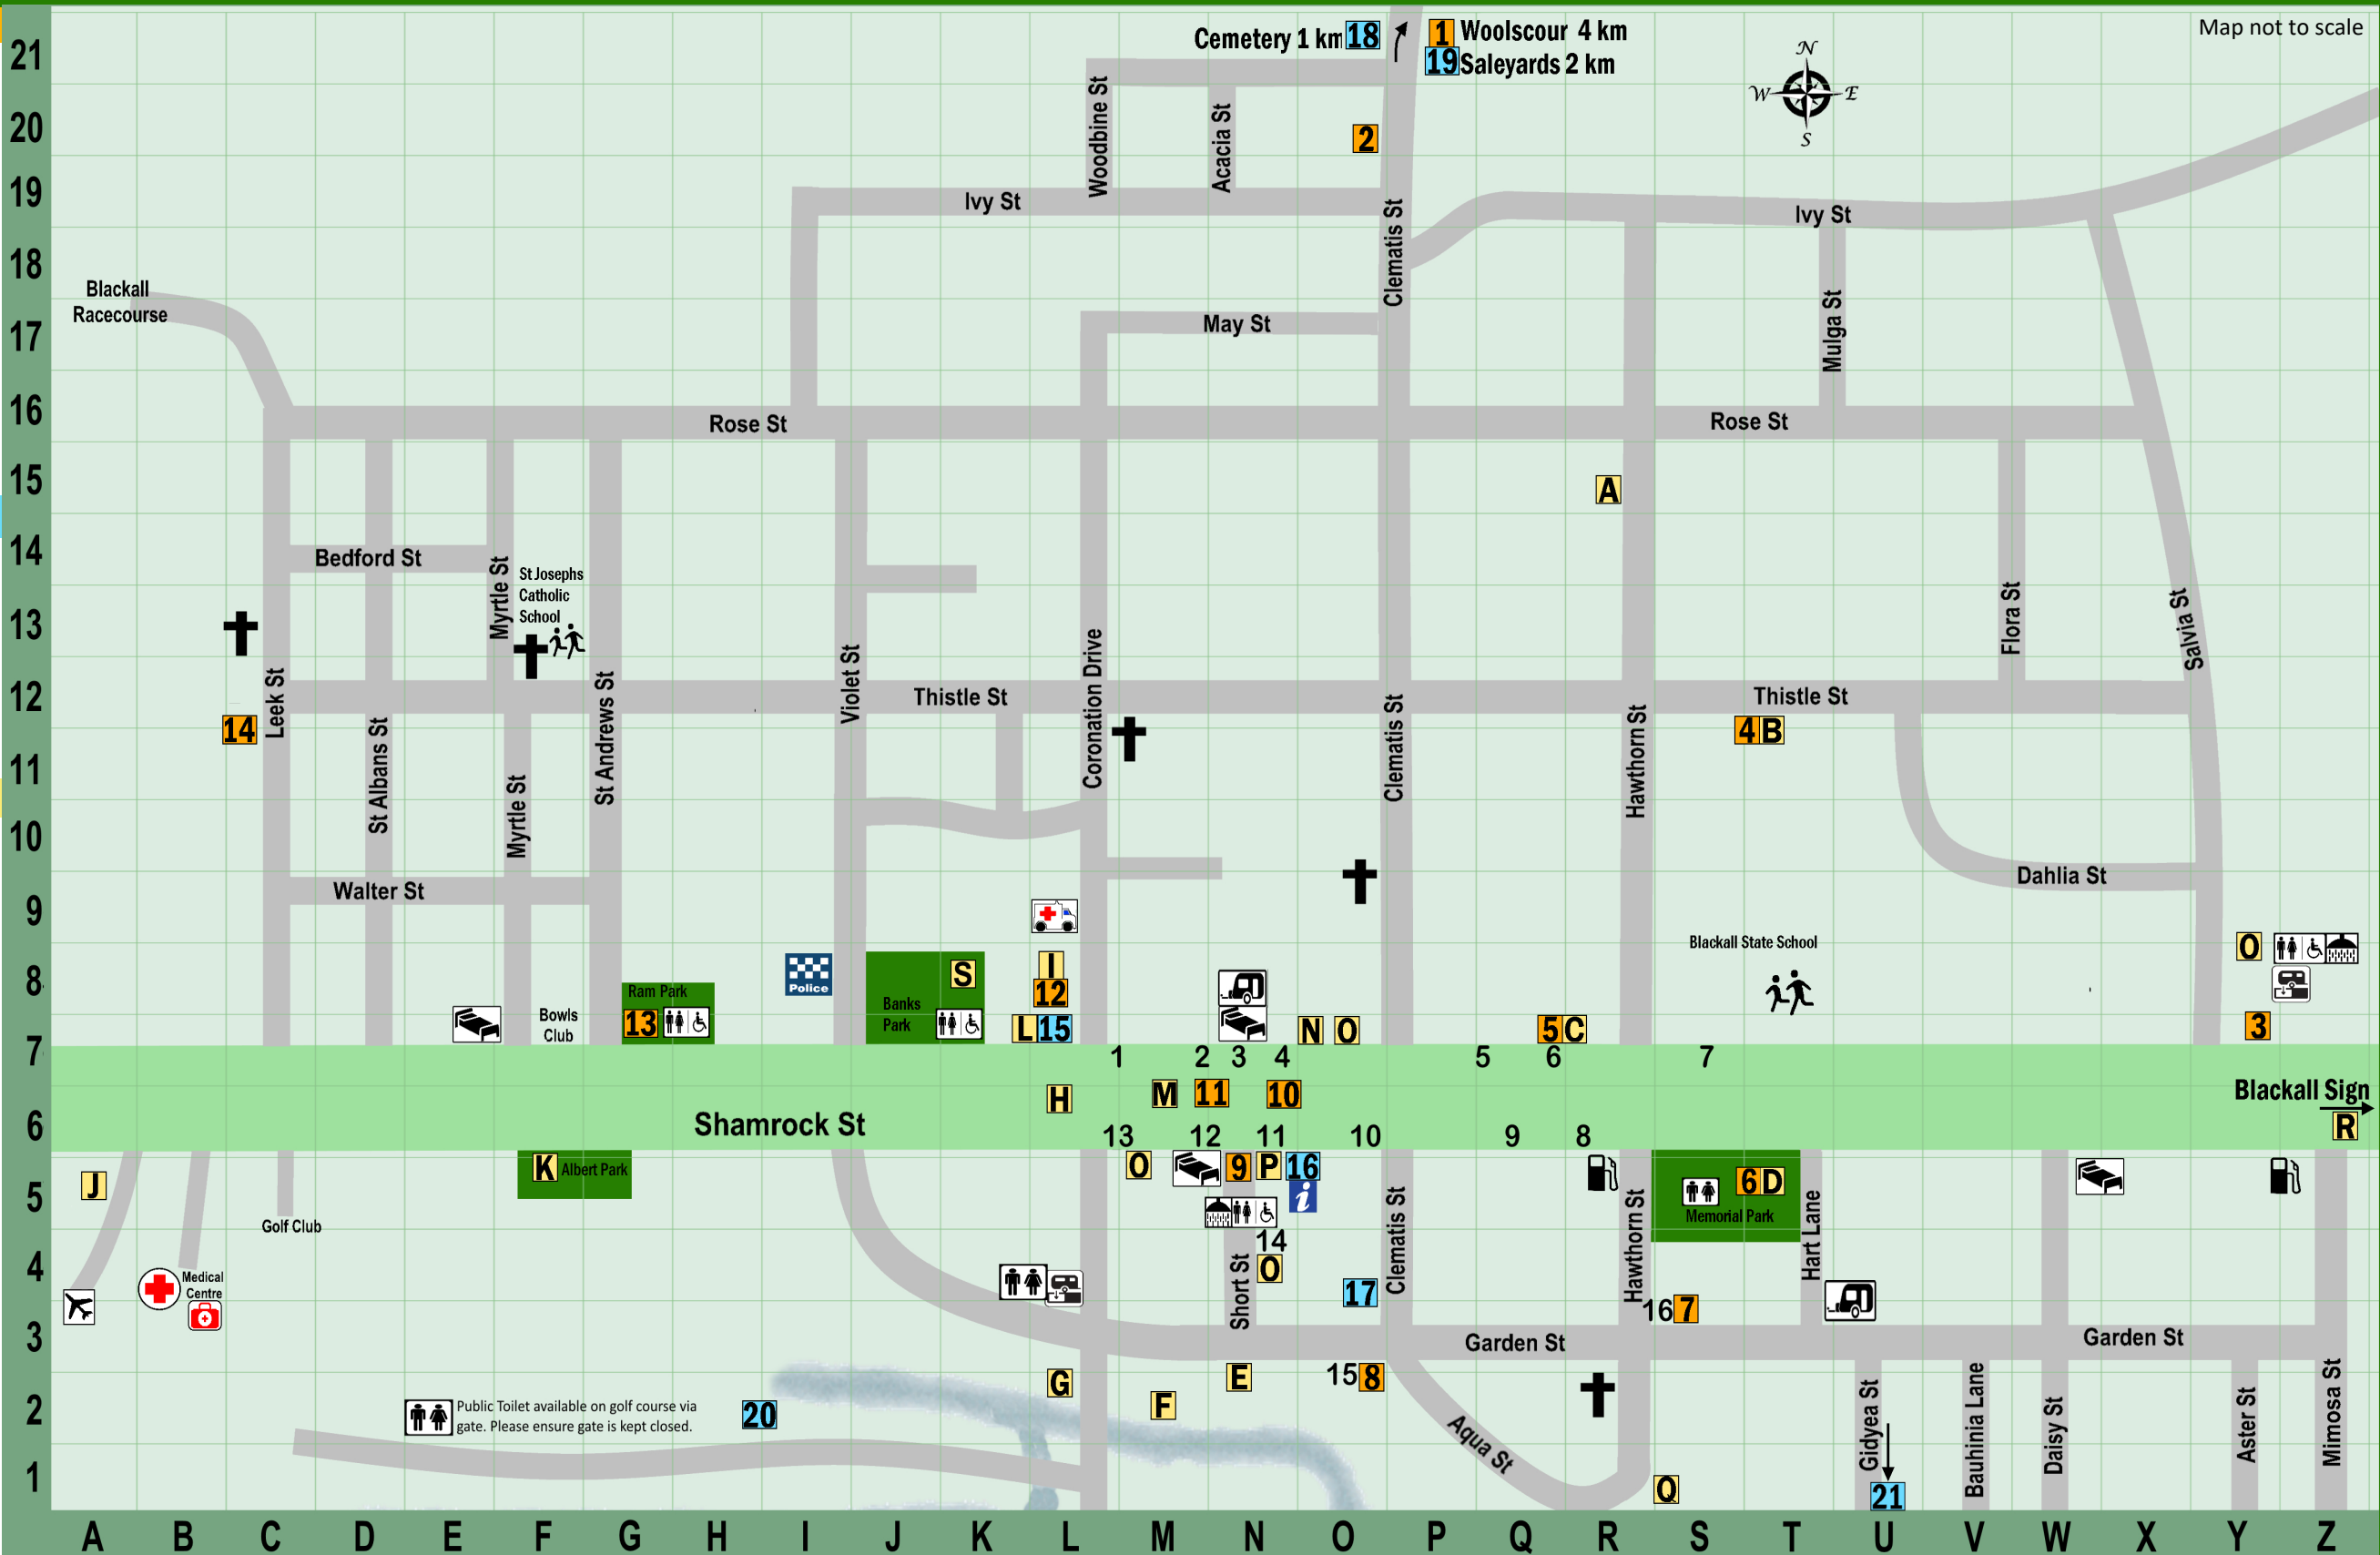 Map not to scale
Cemetery 1 km 18
1 Woolscour 4 km
19 Saleyards 2 km
N
W E
S
21
20
19
18
17
16
15
14
13
12
11
10
9
8
7
6
5
4
3
2
1
Woodbine St
Acacia St
2
Ivy St
Clematis St
Ivy St
Blackall
Racecourse
May St
Mulga St
Rose St
Rose St
A
Bedford St
Myrtle St
St Josephs
Catholic
School
Flora St
Salvia St
Leek St
Violet St
Thistle St
Coronation Drive
Thistle St
14
St Albans St
Myrtle St
St Andrews St
Clematis St
Hawthorn St
4 B
Walter St
Dahlia St
Blackall State School
O
Police
S
I
12
Ram Park
13
Bowls
Club
Banks
Park
L 15
N O
5 C
3
1 2 3 4 5 6 7
H
M 11 10
Blackall Sign
R
Shamrock St
13 12 11 10 9 8
J
K Albert Park
O
9 P 16
i
6 D
Memorial Park
Golf Club
14
O
Medical
Centre
Short St
Clematis St
17
Hawthorn St
Hart Lane
16 7
Garden St
Garden St
G
E
15 8
F
Public Toilet available on golf course via
gate. Please ensure gate is kept closed.
20
Aqua St
Q
Gidyea St
21
Bauhinia Lane
Daisy St
Aster St
Mimosa St
A B C D E F G H I J K L M N O P Q R S T U V W X Y Z